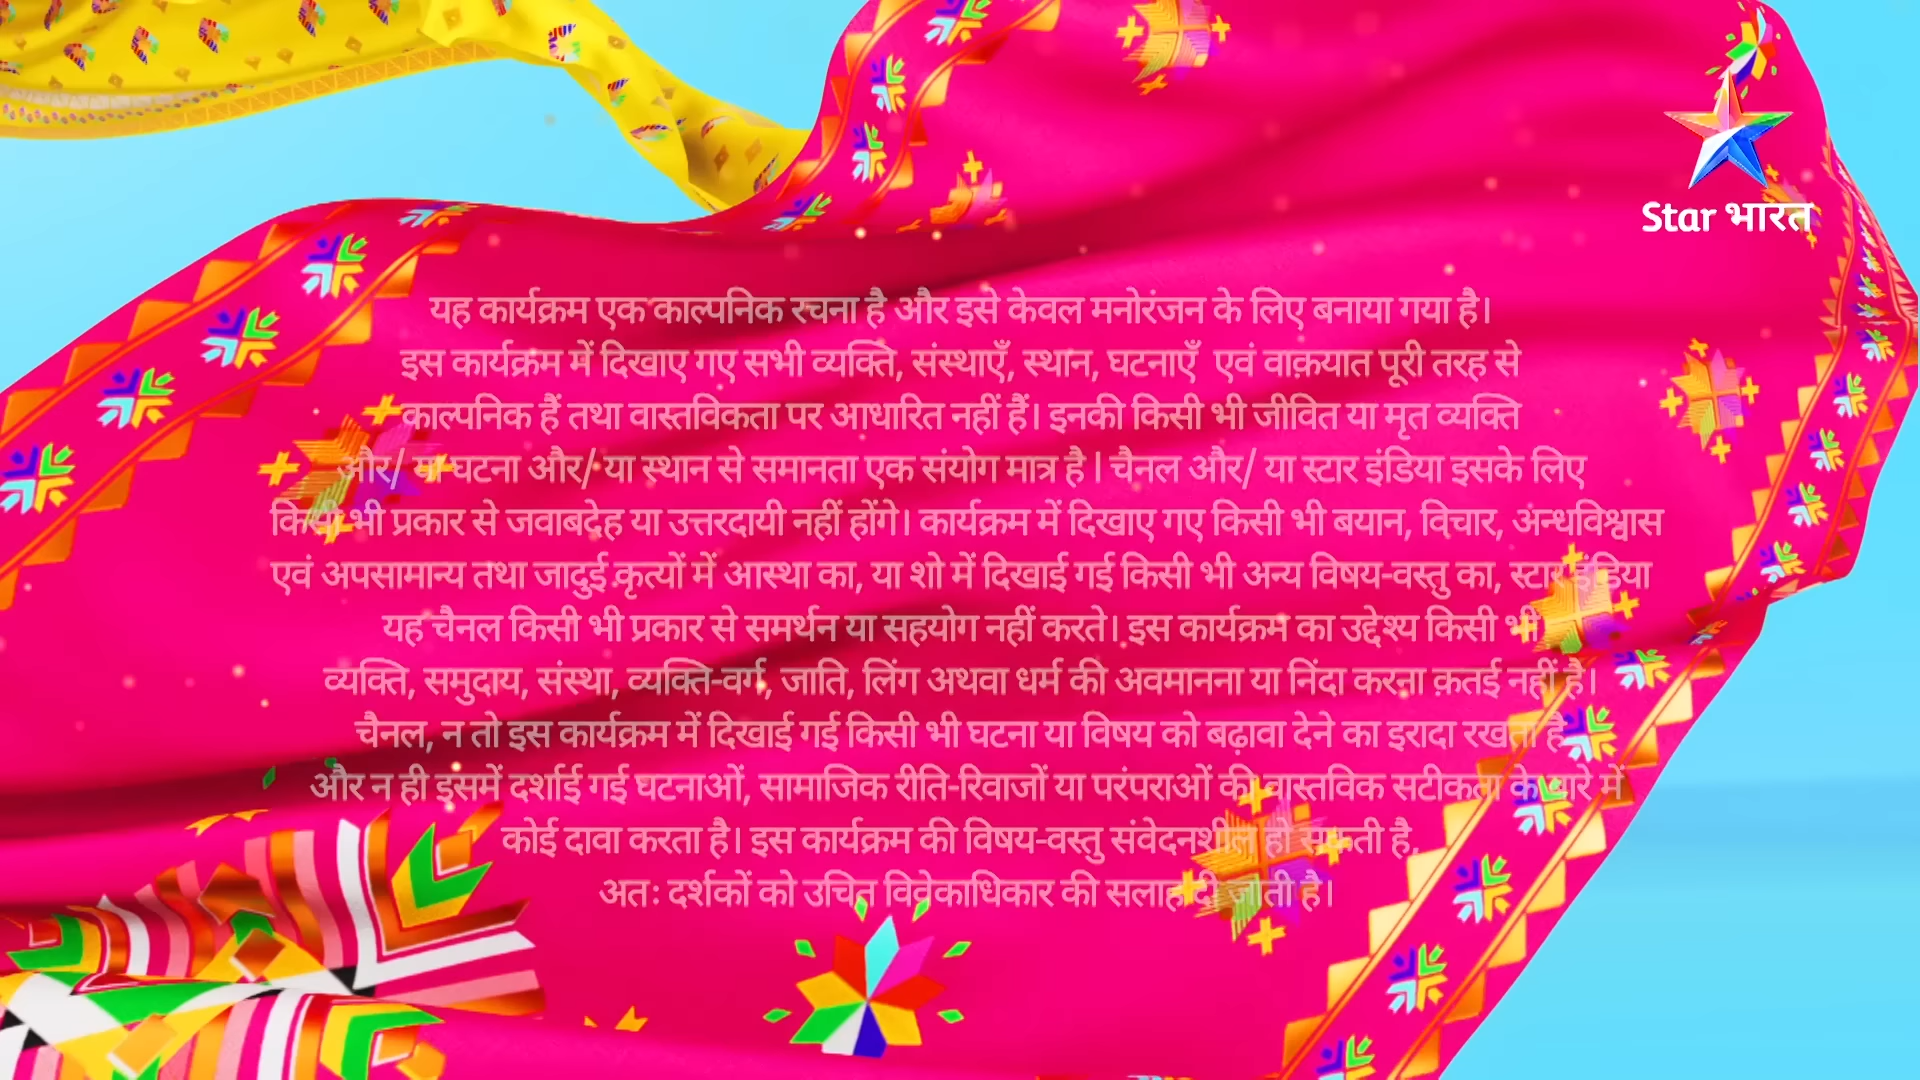 Star भारत
यह कार्यक्रम एक काल्पनिक रचना है और इसे केवल मनोरंजन के लिए बनाया गया है।
इस कार्यक्रम में दिखाए गए सभी व्यक्ति, संस्थाएँ, स्थान, घटनाएँ एवं वाक़यात पूरी तरह से
काल्पनिक हैं तथा वास्तविकता पर आधारित नहीं हैं। इनकी किसी भी जीवित या मृत व्यक्ति
और/ या घटना और/ या स्थान से समानता एक संयोग मात्र है | चैनल और/ या स्टार इंडिया इसके लिए
किसी भी प्रकार से जवाबदेह या उत्तरदायी नहीं होंगे। कार्यक्रम में दिखाए गए किसी भी बयान, विचार, अंन्धविश्वास
एवं अपसामान्य तथा जादुई कृत्यों में आस्था का, या शो में दिखाई गई किसी भी अन्य विषय-वस्तु का, स्टार इंडिया
यह चैनल किसी भी प्रकार से समर्थन या सहयोग नहीं करते। इस कार्यक्रम का उद्देश्य किसी भी
व्यक्ति, समुदाय, संस्था, व्यक्ति-वर्ग, जाति, लिंग अथवा धर्म की अवमानना या निंदा करना क़तई नहीं है।
चैनल, न तो इस कार्यक्रम में दिखाई गई किसी भी घटना या विषय को बढ़ावा देने का इरादा रखता है
और न ही इसमें दर्शाई गई घटनाओं, सामाजिक रीति-रिवाजों या परंपराओं की वास्तविक सटीकता के बारे में
कोई दावा करता है। इस कार्यक्रम की विषय-वस्तु संवेदनशील हो सकती है,
अतः दर्शकों को उचित विवेकाधिकार की सलाह दी जाती है।